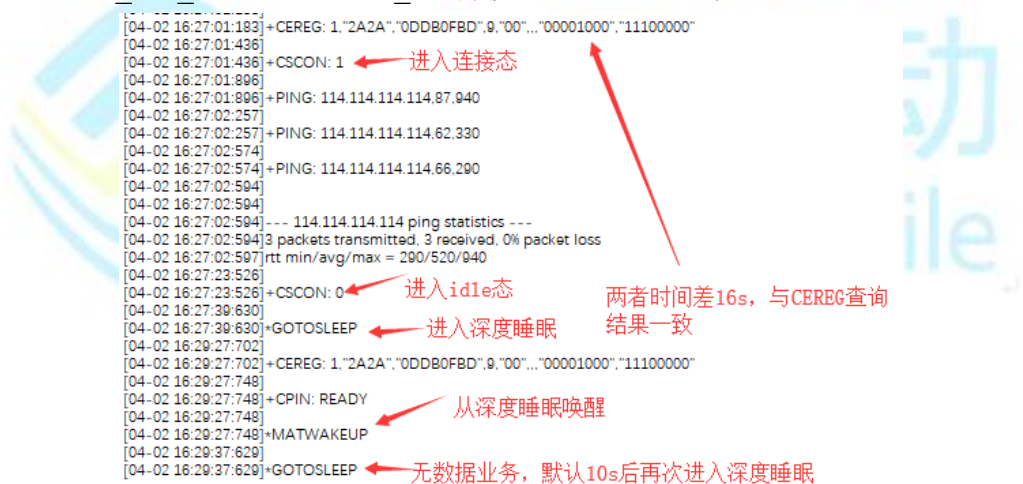 [04-02 16:27:01:183]+CEREG: 1,"2A2A","0DDB0FBD",9,"00",,,"00001000","11100000"
[04-02 16:27:01:436]
[04-02 16:27:01:436]+CSCON: 1 进入连接态
[04-02 16:27:01:896]
[04-02 16:27:01:896]+PING: 114.114.114.114,87,940
[04-02 16:27:02:257]
[04-02 16:27:02:257]+PING: 114.114.114.114,62,330
[04-02 16:27:02:574]
[04-02 16:27:02:574]+PING: 114.114.114.114,66,290
[04-02 16:27:02:594]
[04-02 16:27:02:594]
[04-02 16:27:02:594]--- 114.114.114.114 ping statistics ---
[04-02 16:27:02:594]3 packets transmitted, 3 received, 0% packet loss
[04-02 16:27:02:597]rtt min/avg/max = 290/520/940
[04-02 16:27:23:526]
[04-02 16:27:23:526]+CSCON: 0 进入idle态
两者时间差16s，与CEREG查询
结果一致
[04-02 16:27:39:630]
[04-02 16:27:39:630]*GOTOSLEEP 进入深度睡眠
[04-02 16:29:27:702]
[04-02 16:29:27:702]+CEREG: 1,"2A2A","0DDB0FBD",9,"00",,,"00001000","11100000"
[04-02 16:29:27:748]
[04-02 16:29:27:748]+CPIN: READY
从深度睡眠唤醒
[04-02 16:29:27:748]
[04-02 16:29:27:748]*MATWAKEUP
[04-02 16:29:37:629]
[04-02 16:29:37:629]*GOTOSLEEP 无数据业务，默认10s后再次进入深度睡眠
动
ile